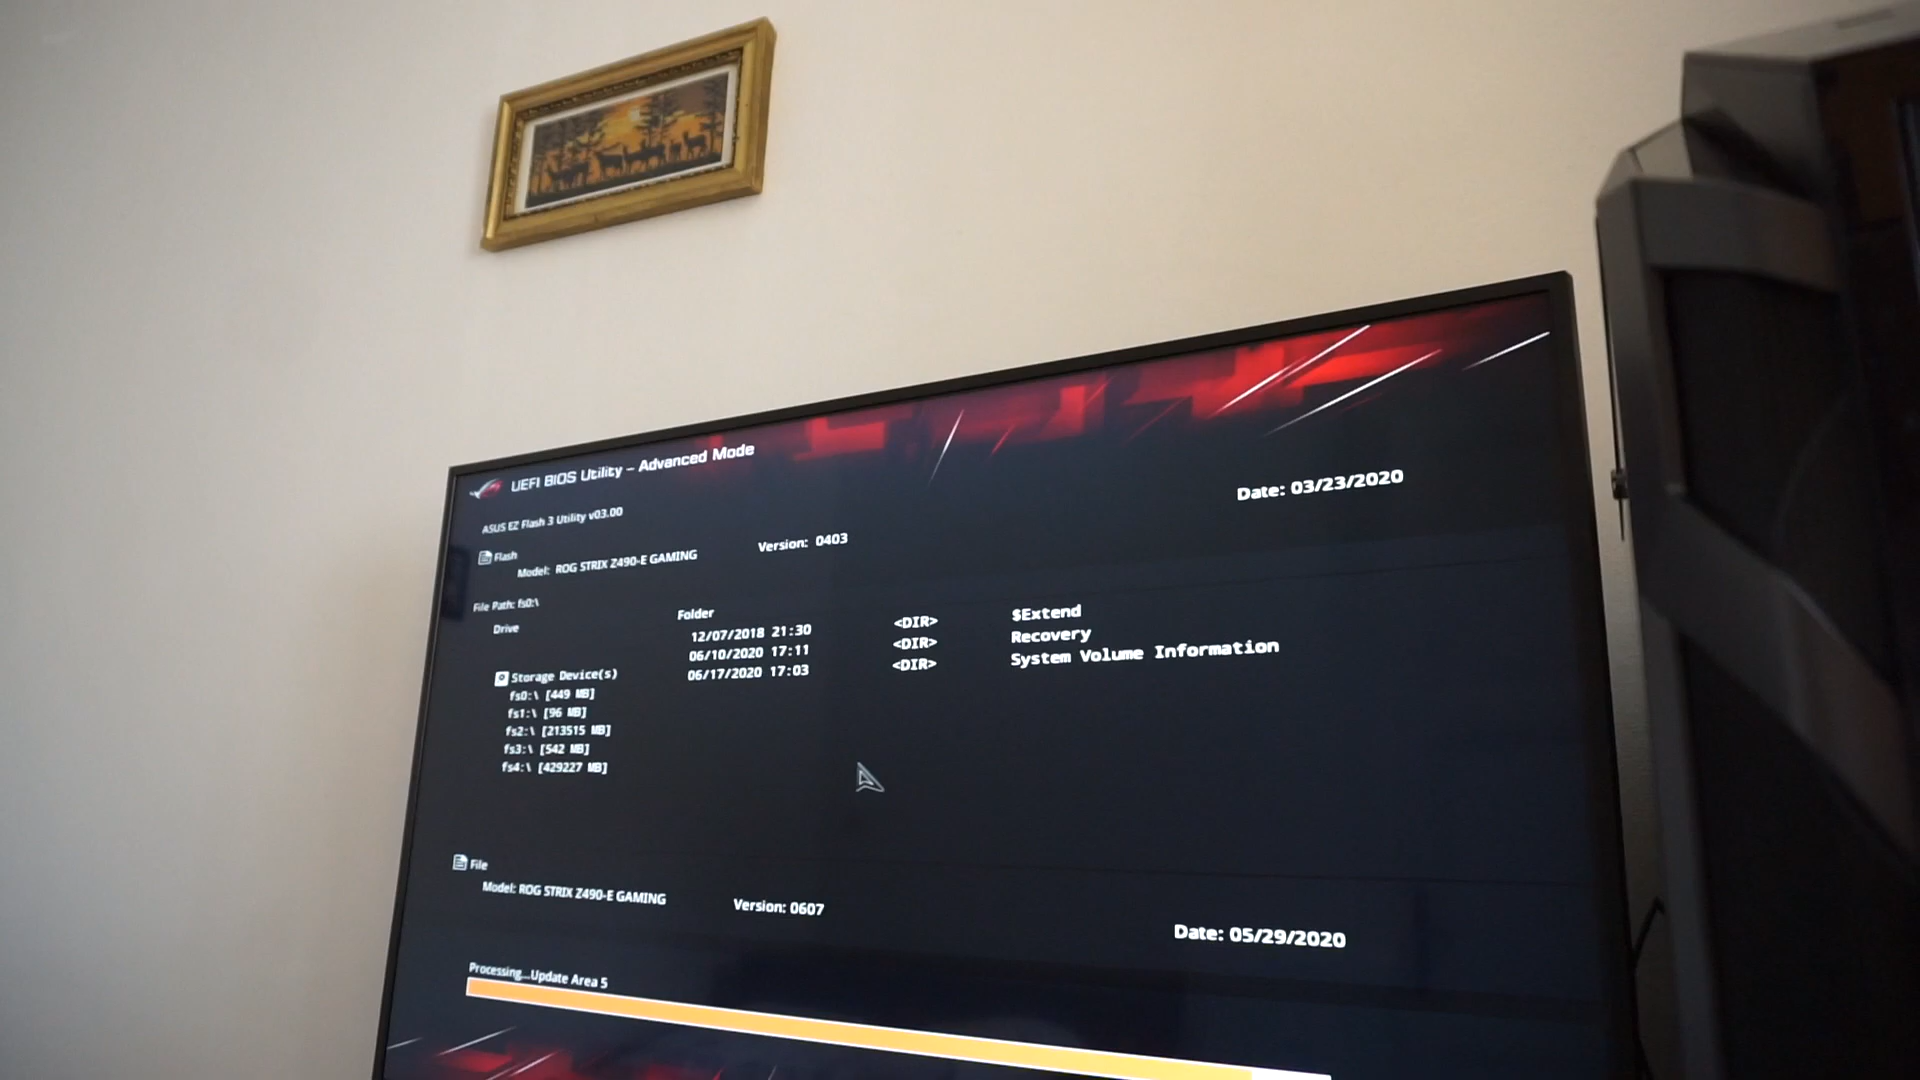 UEFI BIOS Utility – Advanced Mode
ASUS EZ Flash 3 Utility v03.00
Flash
Model: ROG STRIX Z490-E GAMING Version: 0403 Date: 03/23/2020
File Path: fs0:\
Drive Folder
12/07/2018 21:30 <DIR> $Extend
06/10/2020 17:11 <DIR> Recovery
06/17/2020 17:03 <DIR> System Volume Information
Storage Device(s)
fs0:\ [449 MB]
fs1:\ [96 MB]
fs2:\ [213515 MB]
fs3:\ [542 MB]
fs4:\ [429227 MB]
File
Model: ROG STRIX Z490-E GAMING Version: 0607 Date: 05/29/2020
Processing...Update Area 5